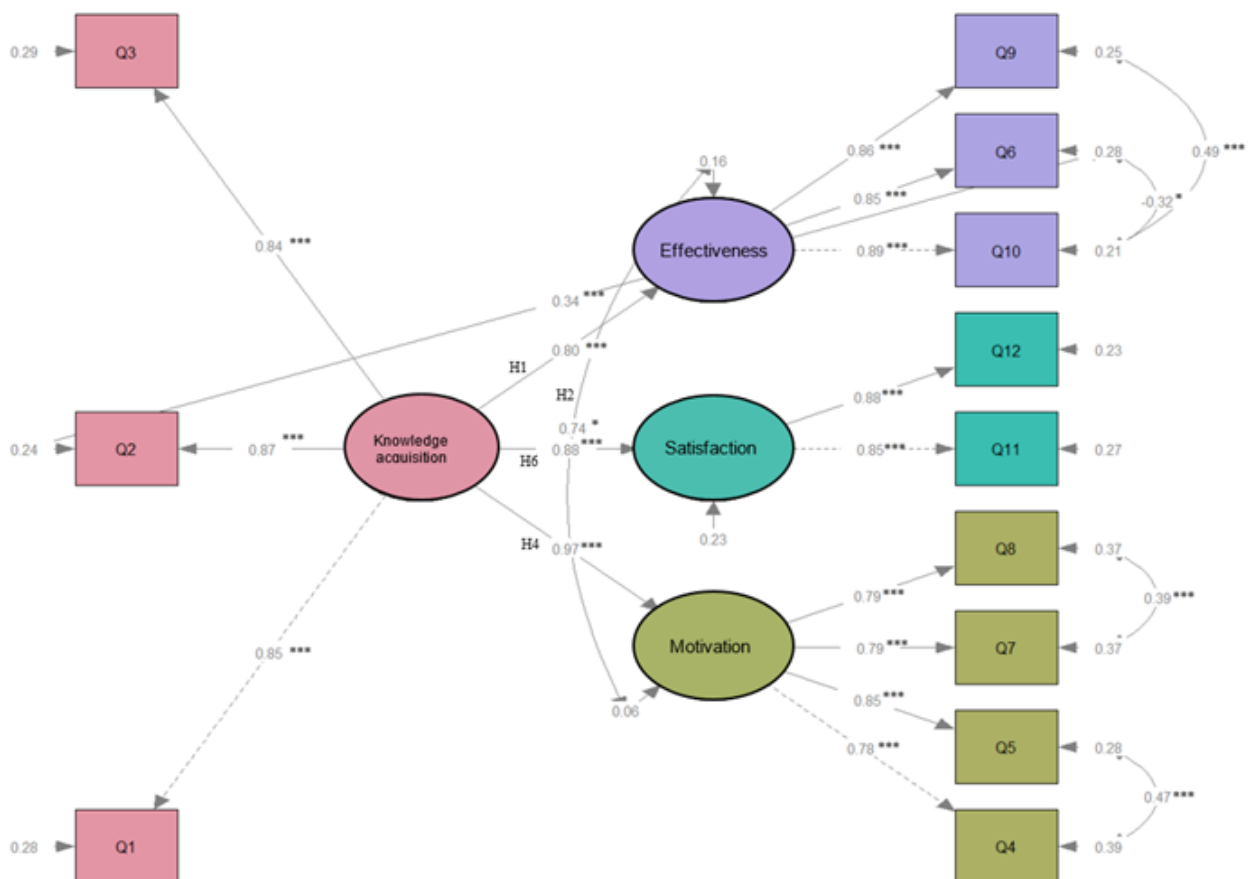 0.29
Q3
Q9
0.25
0.86 ***
0.49 ***
0.16
Q6
0.28
0.85 ***
-0.32 *
0.84 ***
Effectiveness
0.89 ***
Q10
0.21
0.34 ***
0.80 ***
H1
Q12
0.23
H2
0.88 ***
0.74 *
0.24
Q2
0.87 ***
Knowledge
acquisition
H6
0.88 ***
Satisfaction
0.85 ***
Q11
0.27
0.23
H4
0.97 ***
Q8
0.37
0.79 ***
0.39 ***
0.85 ***
Motivation
0.79 ***
Q7
0.37
0.06
0.85 ***
0.78 ***
Q5
0.28
0.47 ***
0.28
Q1
Q4
0.39